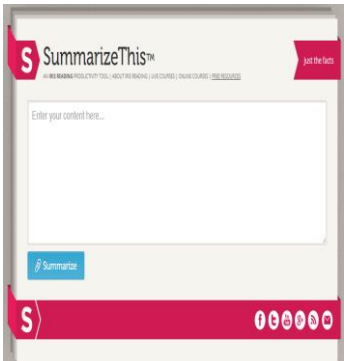 S SummarizeThis™
just the facts
AN IRIS READING PRODUCTIVITY TOOL | ABOUT IRIS READING | LIVE COURSES | ONLINE COURSES | FREE RESOURCES
Enter your content here...
Summarize
S